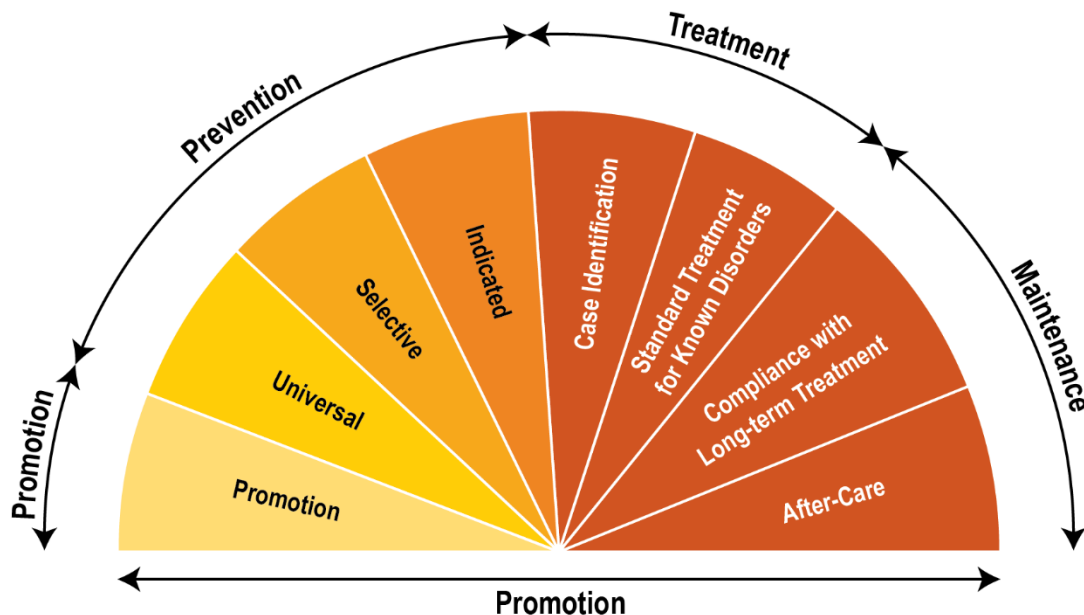 Promotion
Prevention
Treatment
Maintenance
Promotion
Universal
Selective
Indicated
Case Identification
Standard Treatment
for Known Disorders
Compliance with
Long-term Treatment
After-Care
Promotion